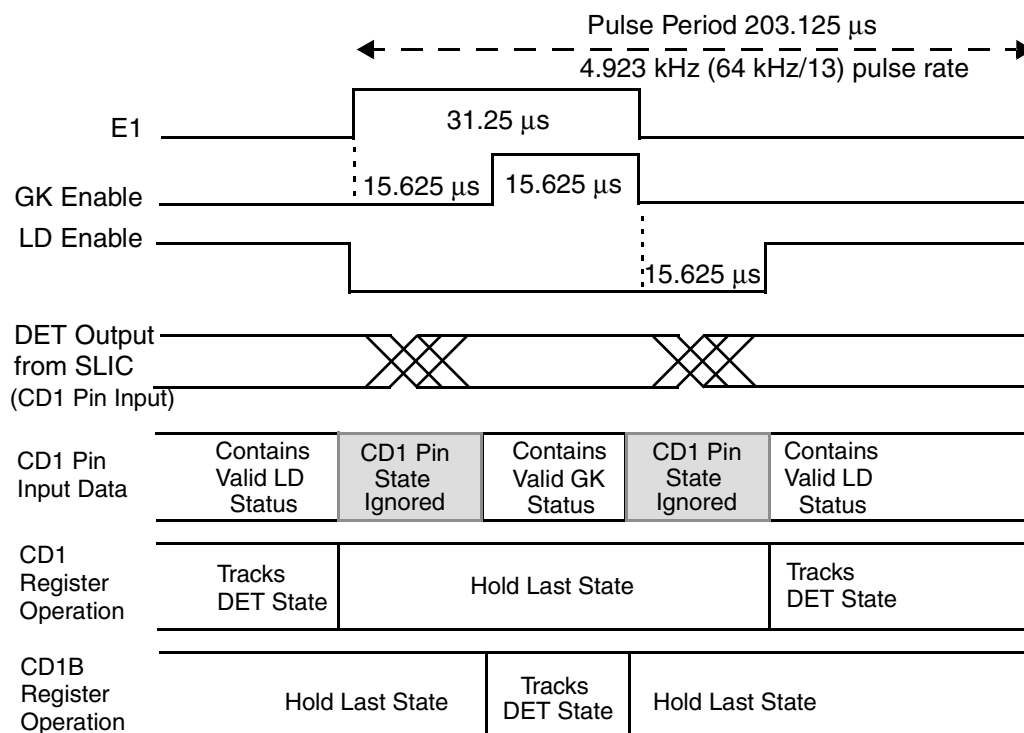 Pulse Period 203.125 μs
4.923 kHz (64 kHz/13) pulse rate
E1
31.25 μs
GK Enable
15.625 μs
15.625 μs
LD Enable
15.625 μs
DET Output
from SLIC
(CD1 Pin Input)
CD1 Pin
Input Data
Contains
Valid LD
Status
CD1 Pin
State
Ignored
Contains
Valid GK
Status
CD1 Pin
State
Ignored
Contains
Valid LD
Status
CD1
Register
Operation
Tracks
DET State
Hold Last State
Tracks
DET State
CD1B
Register
Operation
Hold Last State
Tracks
DET State
Hold Last State